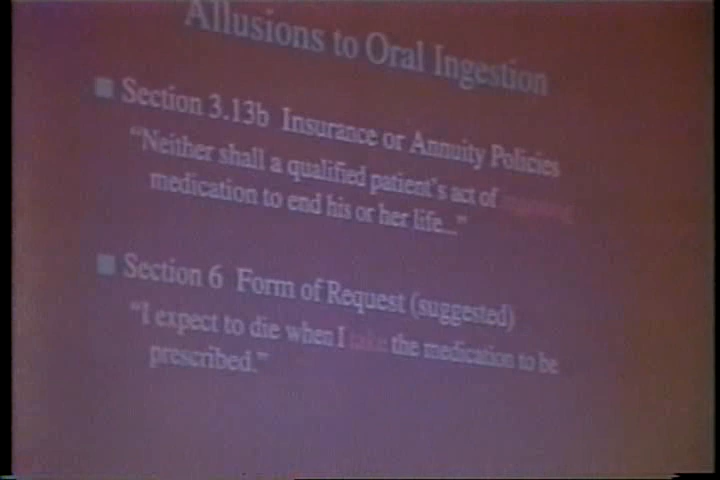 Allusions to Oral Ingestion
Section 3.13b Insurance or Annuity Policies
“Neither shall a qualified patient's act of
medication to end his or her life...”
Section 6 Form of Request (suggested)
“I expect to die when I take the medication to be
prescribed.”